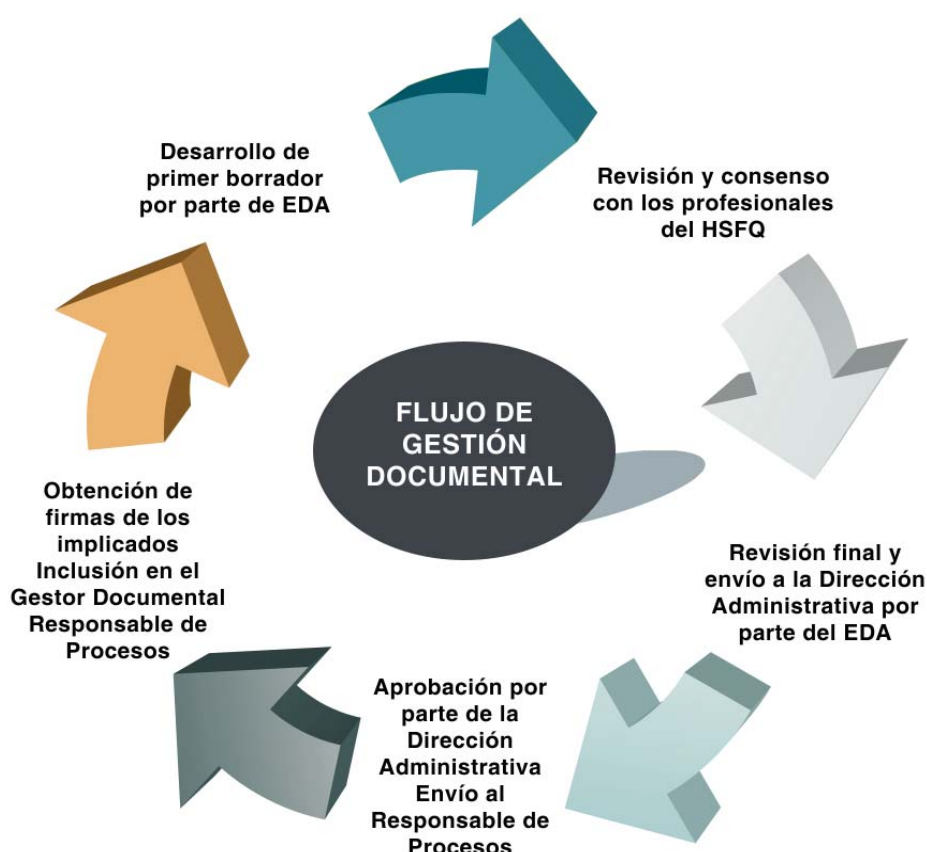 Desarrollo de
primer borrador
por parte de EDA
Revisión y consenso
con los profesionales
del HSFQ
FLUJO DE
GESTIÓN
DOCUMENTAL
Revisión final y
envío a la Dirección
Administrativa por
parte del EDA
Aprobación por
parte de la
Dirección
Administrativa
Envío al
Responsable de
Procesos
Obtención de
firmas de los
implicados
Inclusión en el
Gestor Documental
Responsable de
Procesos